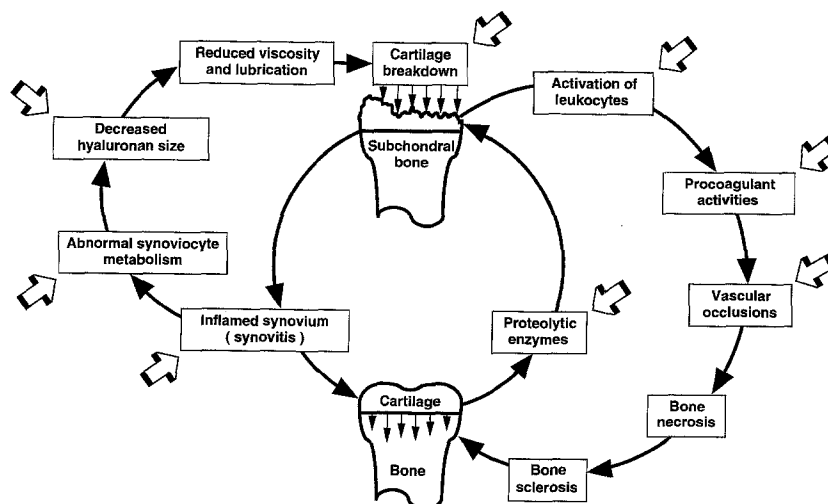 Reduced viscosity
and lubrication
Cartilage
breakdown
Activation of
leukocytes
Decreased
hyaluronan size
Subchondral
bone
Procoagulant
activities
Abnormal synoviocyte
metabolism
Inflamed synovium
( synovitis )
Proteolytic
enzymes
Vascular
occlusions
Cartilage
Bone
Bone
necrosis
Bone
sclerosis